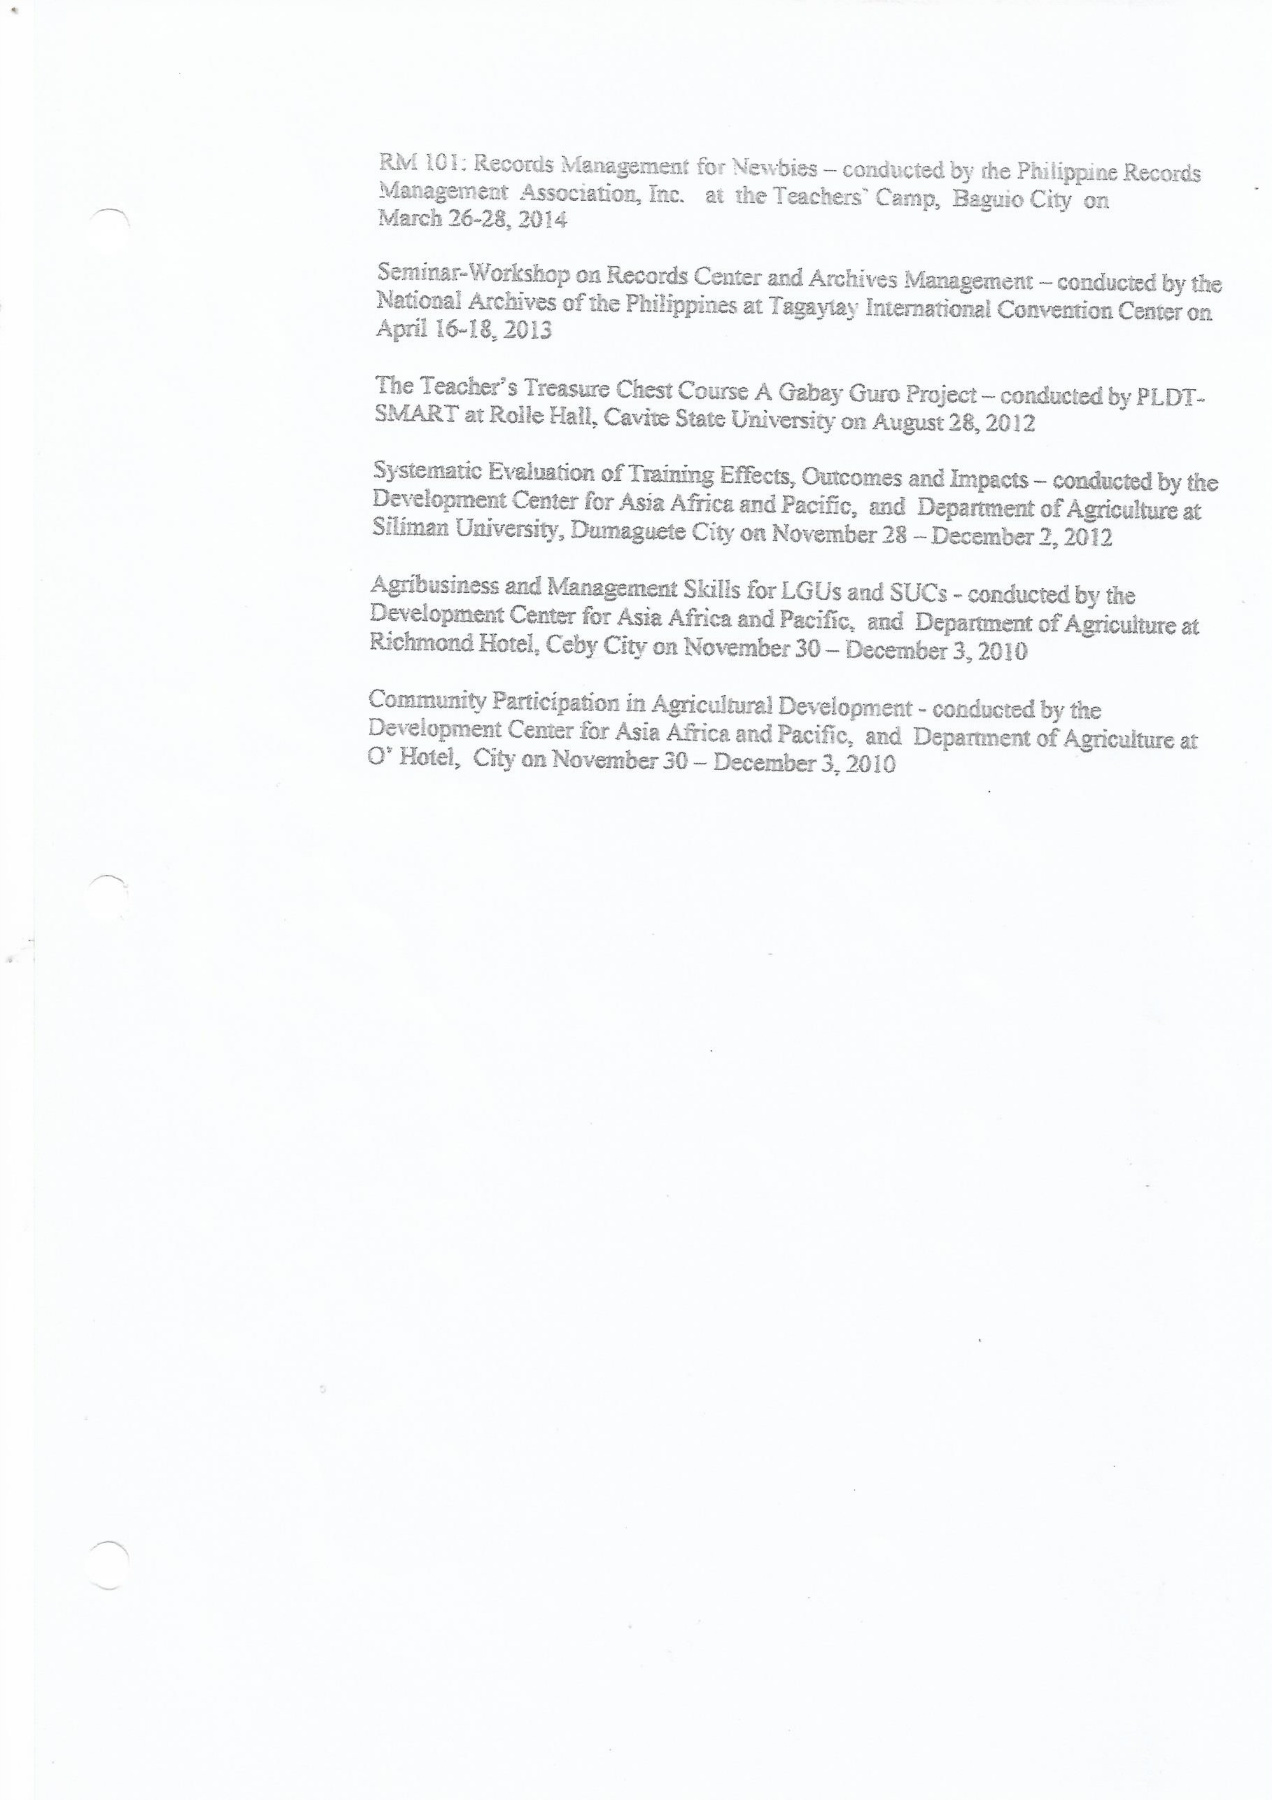 RM 101: Records Management for Newbies – conducted by the Philippine Records
Management Association, Inc. at the Teachers' Camp, Baguio City on
March 26-28, 2014
Seminar-Workshop on Records Center and Archives Management – conducted by the
National Archives of the Philippines at Tagaytay International Convention Center on
April 16-18, 2013
The Teacher's Treasure Chest Course A Gabay Guro Project – conducted by PLDT-
SMART at Rolle Hall, Cavite State University on August 28, 2012
Systematic Evaluation of Training Effects, Outcomes and Impacts – conducted by the
Development Center for Asia Africa and Pacific, and Department of Agriculture at
Siliman University, Dumaguete City on November 28 – December 2, 2012
Agribusiness and Management Skills for LGUs and SUCs - conducted by the
Development Center for Asia Africa and Pacific, and Department of Agriculture at
Richmond Hotel, Ceby City on November 30 – December 3, 2010
Community Participation in Agricultural Development - conducted by the
Development Center for Asia Africa and Pacific, and Department of Agriculture at
O' Hotel, City on November 30 – December 3, 2010